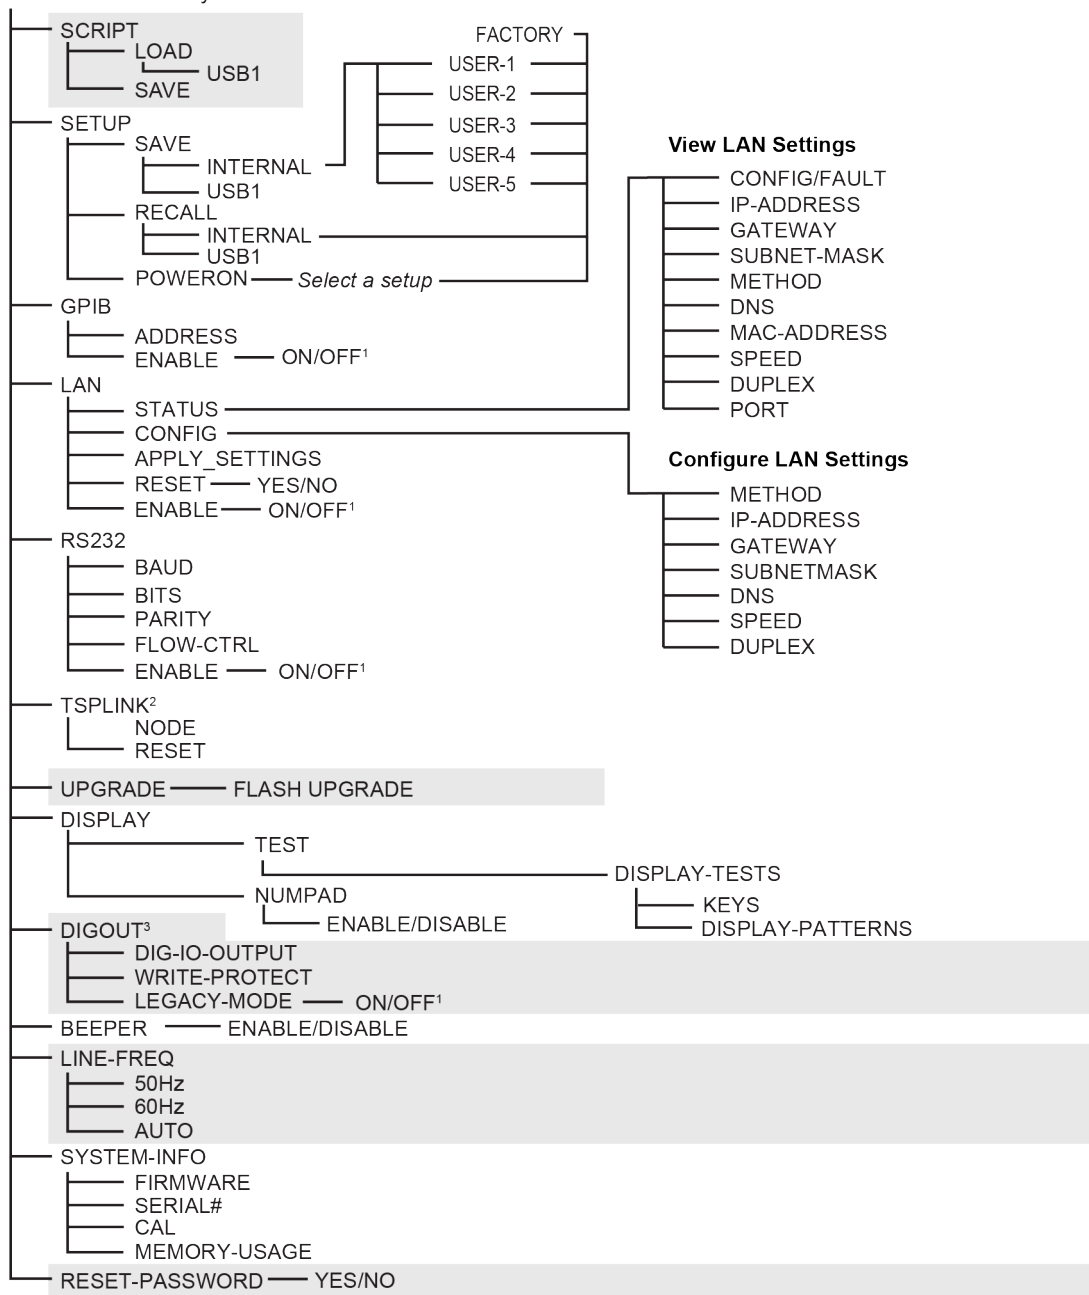 SCRIPT
LOAD
USB1
SAVE
SETUP
SAVE
INTERNAL
USB1
RECALL
INTERNAL
USB1
POWERON
Select a setup
FACTORY
USER-1
USER-2
USER-3
USER-4
USER-5
GPIB
ADDRESS
ENABLE ON/OFF¹
LAN
STATUS
CONFIG
APPLY_SETTINGS
RESET YES/NO
ENABLE ON/OFF¹
View LAN Settings
CONFIG/FAULT
IP-ADDRESS
GATEWAY
SUBNET-MASK
METHOD
DNS
MAC-ADDRESS
SPEED
DUPLEX
PORT
Configure LAN Settings
METHOD
IP-ADDRESS
GATEWAY
SUBNETMASK
DNS
SPEED
DUPLEX
RS232
BAUD
BITS
PARITY
FLOW-CTRL
ENABLE ON/OFF¹
TSPLINK²
NODE
RESET
UPGRADE FLASH UPGRADE
DISPLAY
TEST
DISPLAY-TESTS
KEYS
DISPLAY-PATTERNS
NUMPAD
ENABLE/DISABLE
DIGOUT³
DIG-IO-OUTPUT
WRITE-PROTECT
LEGACY-MODE ON/OFF¹
BEEPER ENABLE/DISABLE
LINE-FREQ
50Hz
60Hz
AUTO
SYSTEM-INFO
FIRMWARE
SERIAL#
CAL
MEMORY-USAGE
RESET-PASSWORD YES/NO